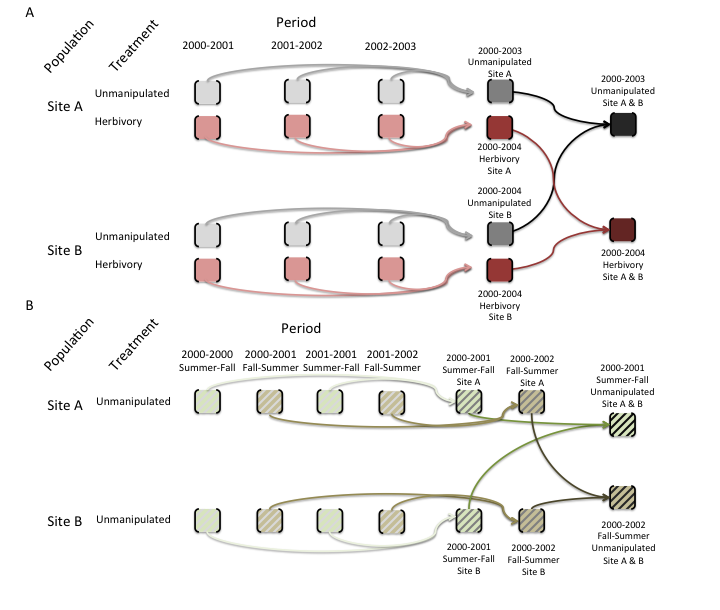 A
Period
Population
Treatment
2000-2001
2001-2002
2002-2003
2000-2003
Unmanipulated
Site A
2000-2003
Unmanipulated
Site A & B
Site A
Unmanipulated
Herbivory
2000-2004
Herbivory
Site A
2000-2004
Unmanipulated
Site B
Site B
Unmanipulated
Herbivory
2000-2004
Herbivory
Site A & B
2000-2004
Herbivory
Site B
B
Period
Population
Treatment
2000-2000
Summer-Fall
2000-2001
Fall-Summer
2001-2001
Summer-Fall
2001-2002
Fall-Summer
2000-2001
Summer-Fall
Site A
2000-2002
Fall-Summer
Site A
2000-2001
Summer-Fall
Unmanipulated
Site A & B
Site A
Unmanipulated
Site B
Unmanipulated
2000-2001
Summer-Fall
Site B
2000-2002
Fall-Summer
Site B
2000-2002
Fall-Summer
Unmanipulated
Site A & B